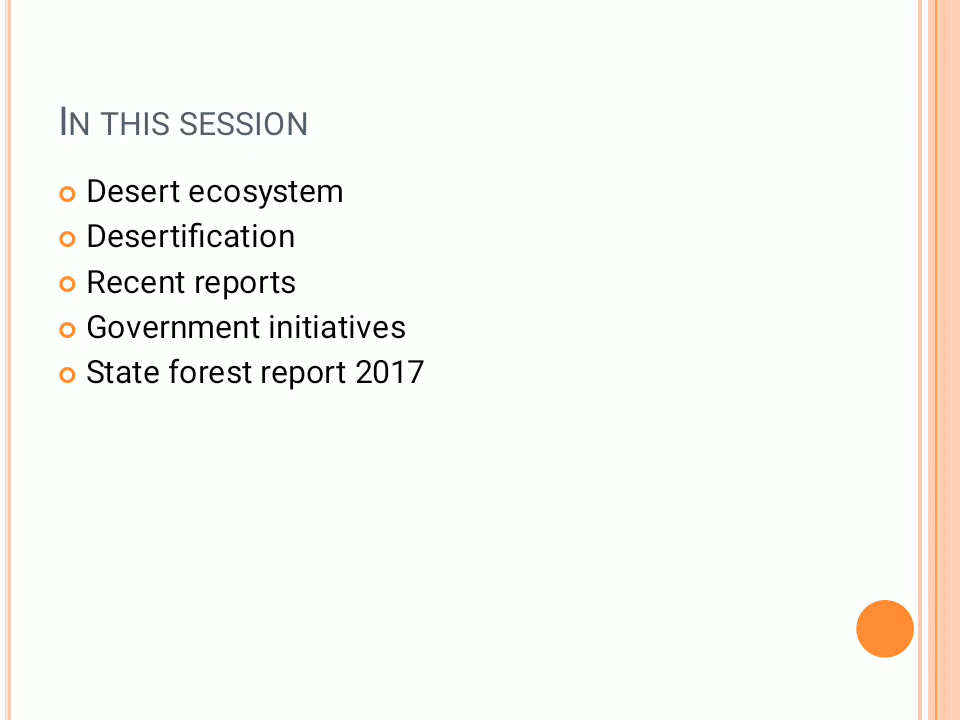 In this session
Desert ecosystem
Desertification
Recent reports
Government initiatives
State forest report 2017